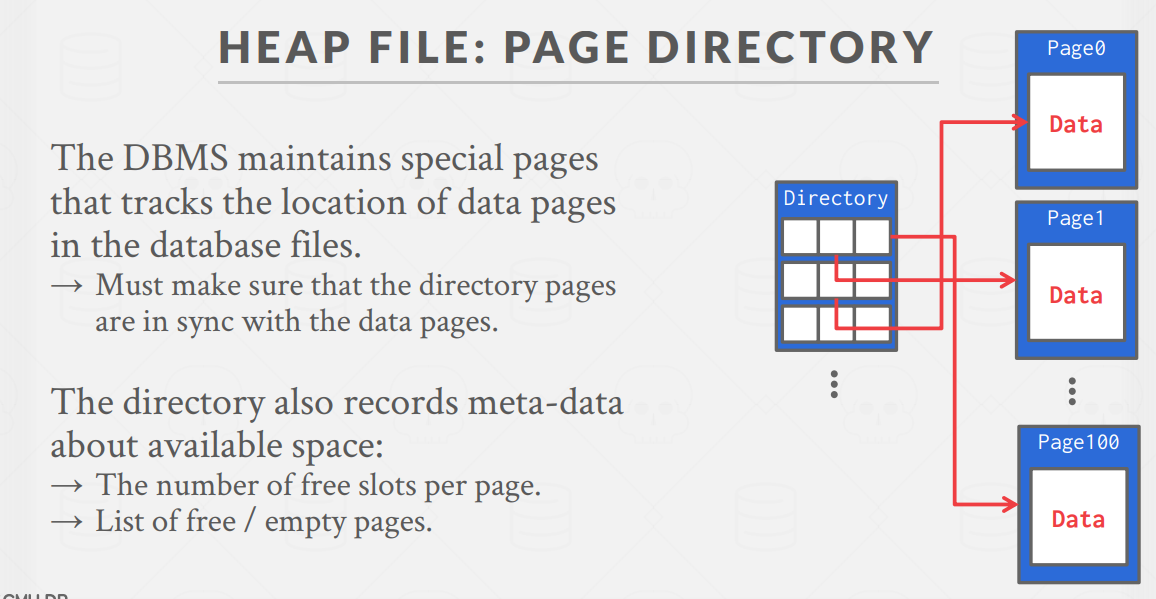 HEAP FILE: PAGE DIRECTORY
The DBMS maintains special pages
that tracks the location of data pages
in the database files.
→ Must make sure that the directory pages
are in sync with the data pages.
The directory also records meta-data
about available space:
→ The number of free slots per page.
→ List of free / empty pages.
Directory
Page0
Data
Page1
Data
Page100
Data